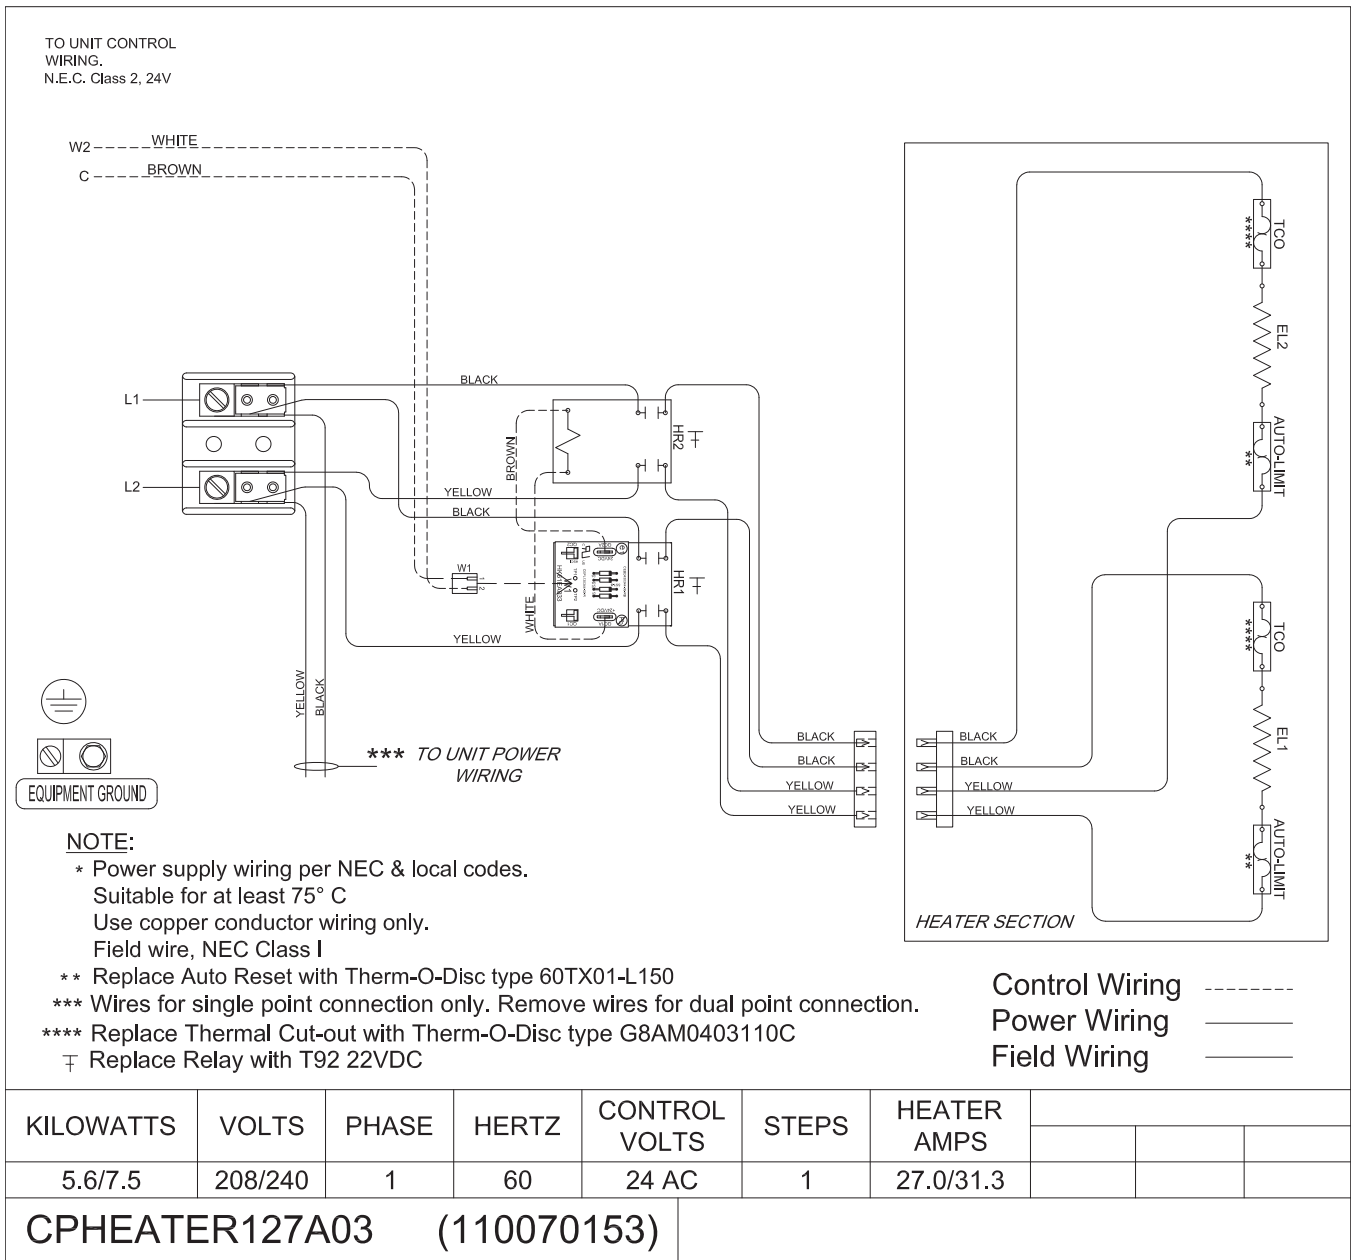 TO UNIT CONTROL
WIRING.
N.E.C. Class 2, 24V
W2
WHITE
C
BROWN
TCO
****
EL2
AUTO-LIMIT
**
BLACK
L1
HR2
BROWN
L2
YELLOW
BLACK
W1
1
2
HR1
WHITE
YELLOW
TCO
****
YELLOW
BLACK
EL1
*** TO UNIT POWER
WIRING
BLACK
BLACK
YELLOW
YELLOW
BLACK
BLACK
YELLOW
YELLOW
AUTO-LIMIT
**
EQUIPMENT GROUND
HEATER SECTION
NOTE:
* Power supply wiring per NEC & local codes.
Suitable for at least 75° C
Use copper conductor wiring only.
Field wire, NEC Class I
** Replace Auto Reset with Therm-O-Disc type 60TX01-L150
*** Wires for single point connection only. Remove wires for dual point connection.
**** Replace Thermal Cut-out with Therm-O-Disc type G8AM0403110C
Replace Relay with T92 22VDC
Control Wiring
Power Wiring
Field Wiring
KILOWATTS VOLTS PHASE HERTZ CONTROL VOLTS STEPS HEATER AMPS
5.6/7.5 208/240 1 60 24 AC 1 27.0/31.3
CPHEATER127A03 (110070153)